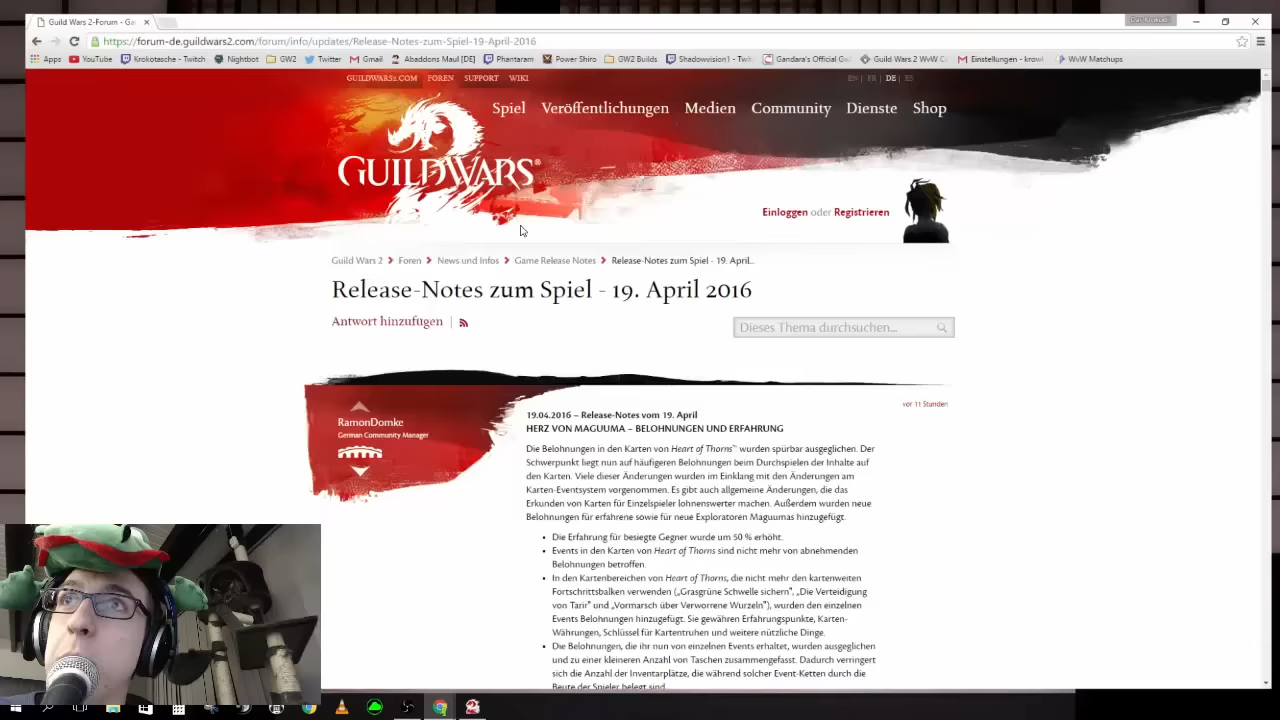 Guild Wars 2-Forum - Ga
https://forum-de.guildwars2.com/forum/info/updates/Release-Notes-zum-Spiel-19-April-2016
Apps YouTube Krokotasche - Twitch Nightbot GW2 Twitter Gmail Abaddons Maul [DE] Phantaram Power Shiro GW2 Builds Shadowvision1 - Twi Gandara's Official Gu Guild Wars 2 WvW Co Einstellungen - krowi WvW Matchups
GUILDWARS2.COM FOREN SUPPORT WIKI EN | FR | DE | ES
Spiel Veröffentlichungen Medien Community Dienste Shop
GUILDWARS®
Einloggen oder Registrieren
Guild Wars 2 Foren News und Infos Game Release Notes Release-Notes zum Spiel - 19. April...
Release-Notes zum Spiel - 19. April 2016
Antwort hinzufügen
Dieses Thema durchsuchen...
vor 11 Stunden
RamonDomke
German Community Manager
19.04.2016 – Release-Notes vom 19. April
HERZ VON MAGUUMA – BELOHNUNGEN UND ERFAHRUNG
Die Belohnungen in den Karten von Heart of Thorns™ wurden spürbar ausgeglichen. Der
Schwerpunkt liegt nun auf häufigeren Belohnungen beim Durchspielen der Inhalte auf
den Karten. Viele dieser Änderungen wurden im Einklang mit den Änderungen am
Karten-Eventsystem vorgenommen. Es gibt auch allgemeine Änderungen, die das
Erkunden von Karten für Einzelspieler lohnenswerter machen. Außerdem wurden neue
Belohnungen für erfahrene sowie für neue Exploratoren Maguumas hinzugefügt.
• Die Erfahrung für besiegte Gegner wurde um 50 % erhöht.
• Events in den Karten von Heart of Thorns sind nicht mehr von abnehmenden
Belohnungen betroffen.
• In den Kartenbereichen von Heart of Thorns, die nicht mehr den kartenweiten
Fortschrittsbalken verwenden („Grasgrüne Schwelle sichern", „Die Verteidigung
von Tarir" und „Vormarsch über Verworrene Wurzeln"), wurden den einzelnen
Events Belohnungen hinzugefügt. Sie gewähren Erfahrungspunkte, Karten-
Währungen, Schlüssel für Kartentruhen und weitere nützliche Dinge.
• Die Belohnungen, die ihr nun von einzelnen Events erhaltet, wurden ausgeglichen
und zu einer kleineren Anzahl von Taschen zusammengefasst. Dadurch verringert
sich die Anzahl der Inventarplätze, die während solcher Event-Ketten durch die
Beute der Spieler belegt sind.